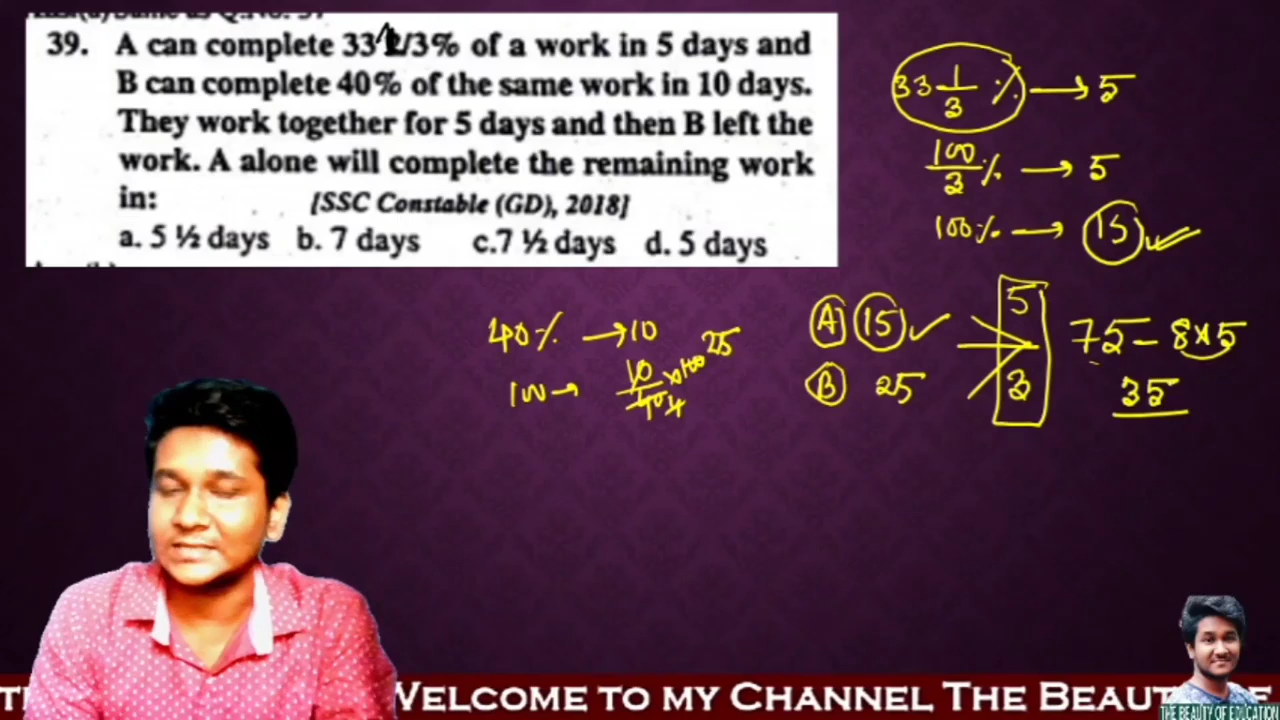 39. A can complete 33 1/3% of a work in 5 days and
B can complete 40% of the same work in 10 days.
They work together for 5 days and then B left the
work. A alone will complete the remaining work
in: [SSC Constable (GD), 2018]
a. 5 ½ days b. 7 days c.7 ½ days d. 5 days
33 1/3 % → 5
100/3 % → 5
100% → 15
40% → 10
100 → 10/40 × 100 25
4
A 15 5
B 25 3
75 - 8×5
35
WELCOME TO MY CHANNEL THE BEAUT
THE BEAUTY OF EDUCATION